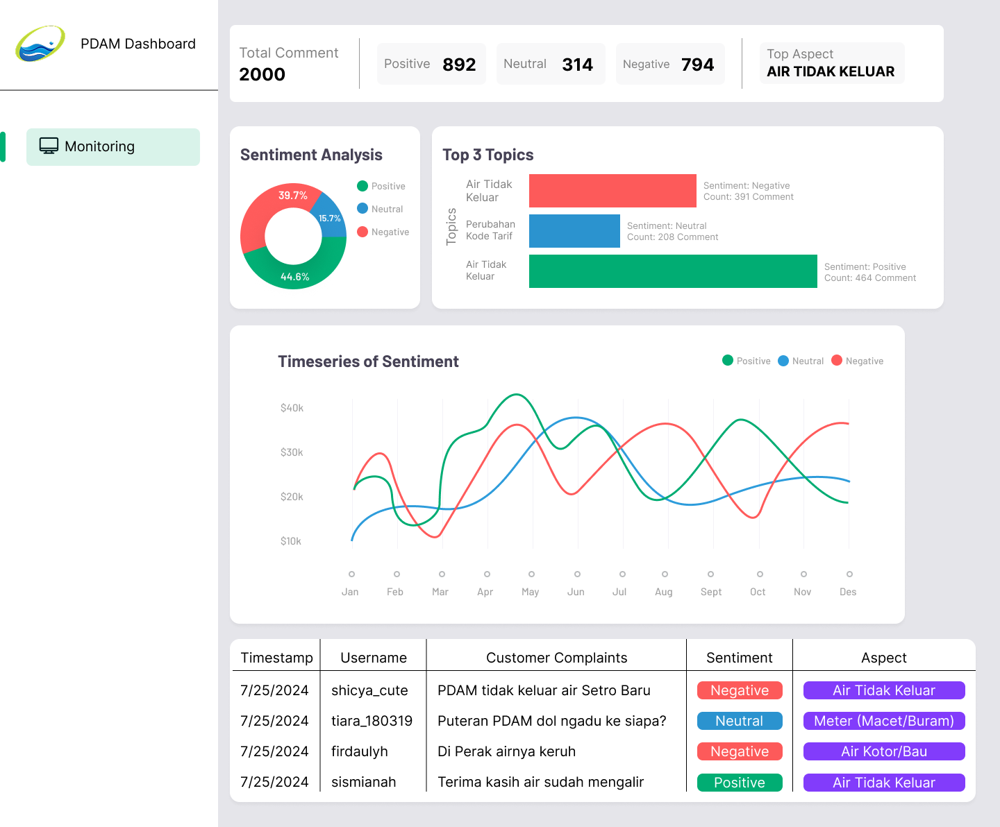 PDAM Dashboard
Monitoring
Total Comment
2000
Positive 892
Neutral 314
Negative 794
Top Aspect
AIR TIDAK KELUAR
Sentiment Analysis
39.7%
15.7%
44.6%
Positive
Neutral
Negative
Top 3 Topics
Topics
Air Tidak
Keluar
Sentiment: Negative
Count: 391 Comment
Perubahan
Kode Tarif
Sentiment: Neutral
Count: 208 Comment
Air Tidak
Keluar
Sentiment: Positive
Count: 464 Comment
Timeseries of Sentiment
Positive Neutral Negative
$40k
$30k
$20k
$10k
Jan Feb Mar Apr May Jun Jul Aug Sept Oct Nov Des
Timestamp Username Customer Complaints Sentiment Aspect
7/25/2024 shicya_cute PDAM tidak keluar air Setro Baru Negative Air Tidak Keluar
7/25/2024 tiara_180319 Puteran PDAM dol ngadu ke siapa? Neutral Meter (Macet/Buram)
7/25/2024 firdaulyh Di Perak airnya keruh Negative Air Kotor/Bau
7/25/2024 sismianah Terima kasih air sudah mengalir Positive Air Tidak Keluar